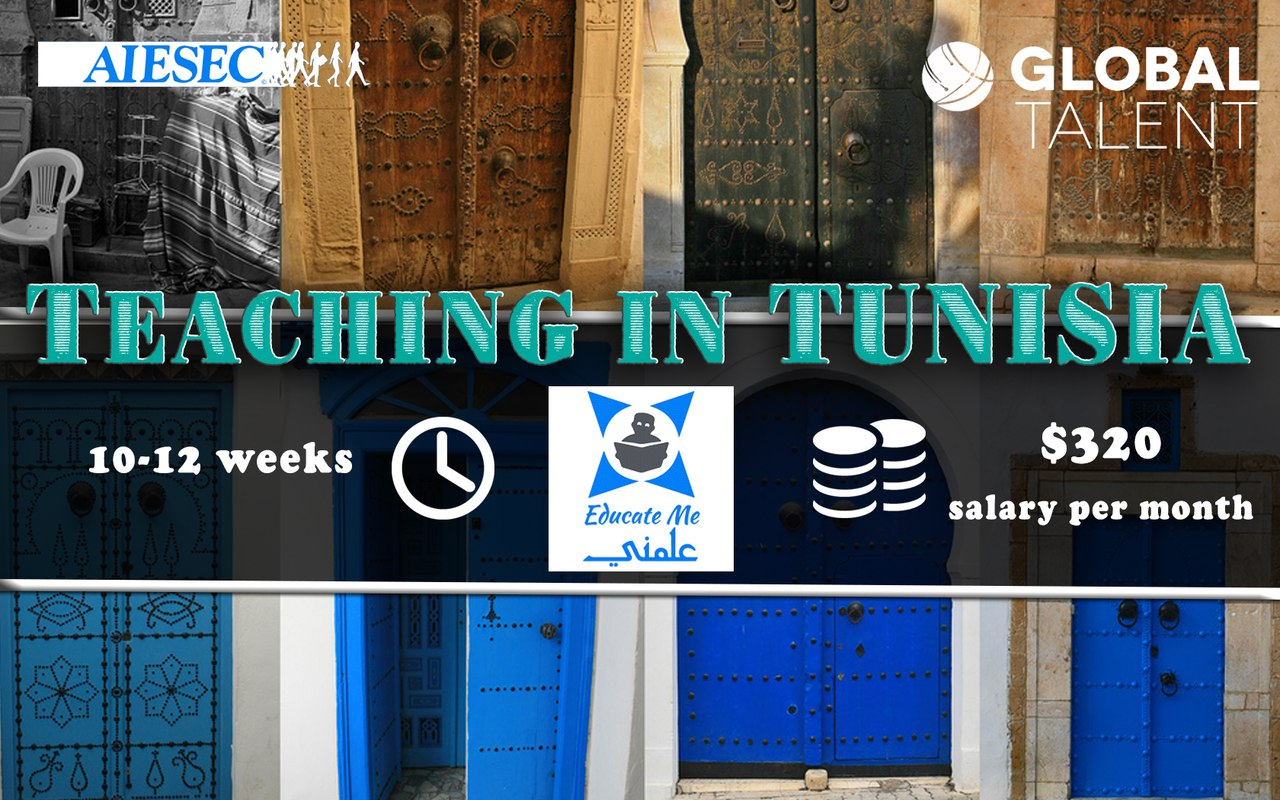 AIESEC
GLOBAL
TALENT
TEACHING IN TUNISIA
10-12 weeks
Educate Me
علمني
$320
salary per month